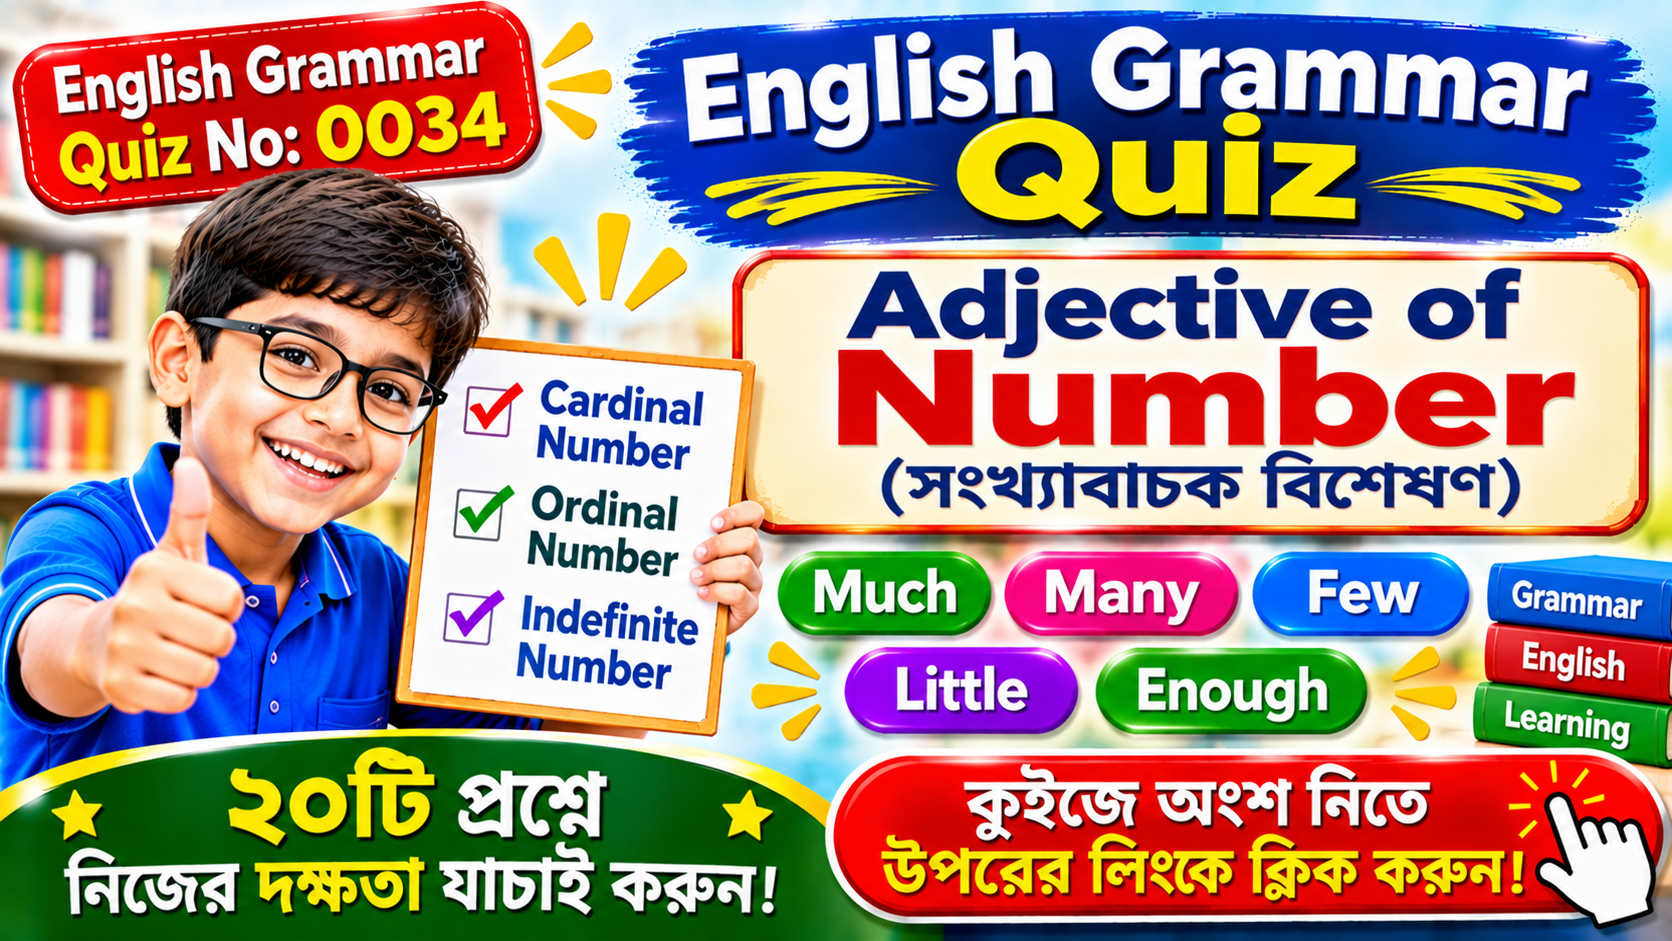 English Grammar
Quiz No: 0034
English Grammar
Quiz
Adjective of
Number
(সংখ্যাবাচক বিশেষণ)
Cardinal
Number
Ordinal
Number
Indefinite
Number
Much
Many
Few
Little
Enough
Grammar
English
Learning
২০টি প্রশ্নে
নিজের দক্ষতা যাচাই করুন!
কুইজে অংশ নিতে
উপরের লিংকে ক্লিক করুন!